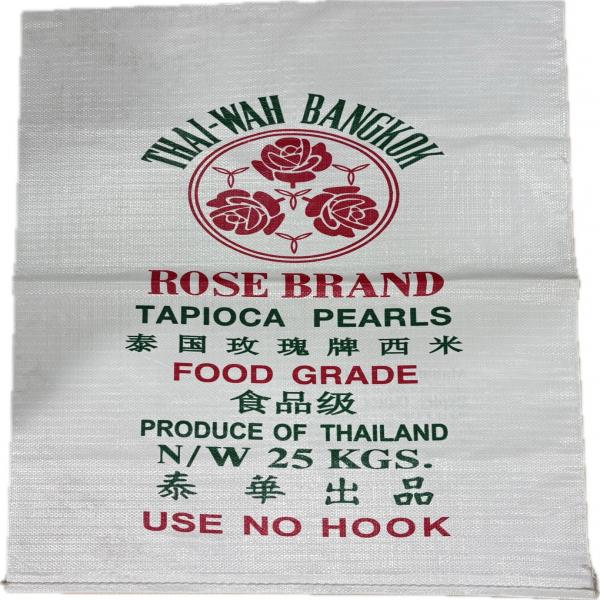 THAI-WAH BANGKOK
ROSE BRAND
TAPIOCA PEARLS
泰国玫瑰牌西米
FOOD GRADE
食品级
PRODUCE OF THAILAND
N/W 25 KGS.
泰華出品
USE NO HOOK